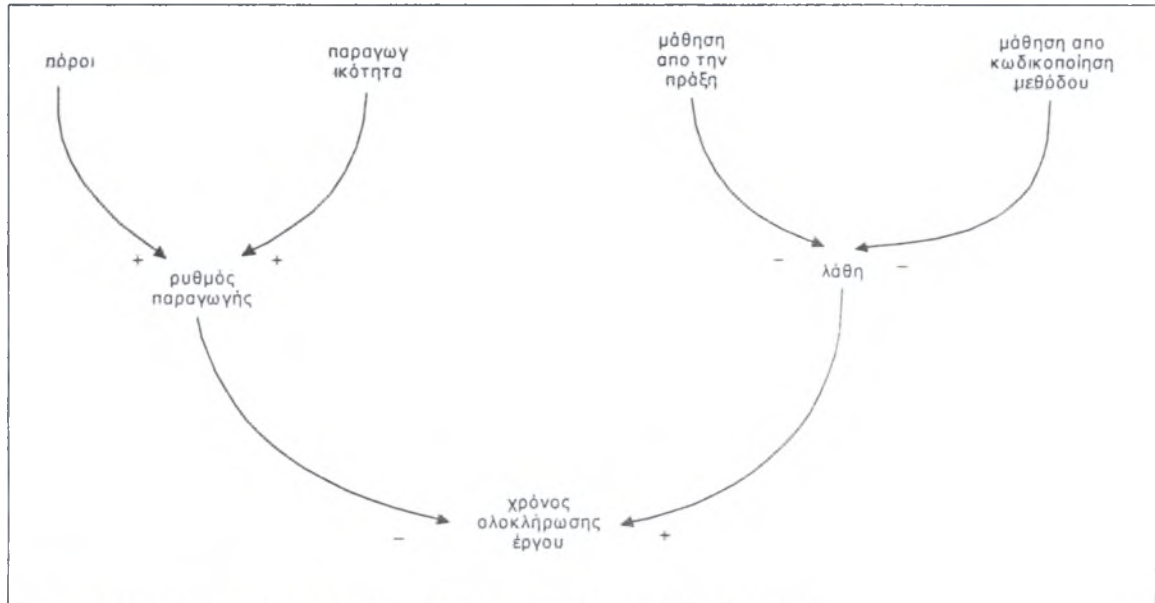 πόροι
παραγωγ
ικότητα
μάθηση
απο την
πράξη
μάθηση απο
κωδικοποίηση
μεθόδου
+
+
ρυθμός
παραγωγής
–
λάθη
–
χρόνος
ολοκλήρωσης
έργου
–
+